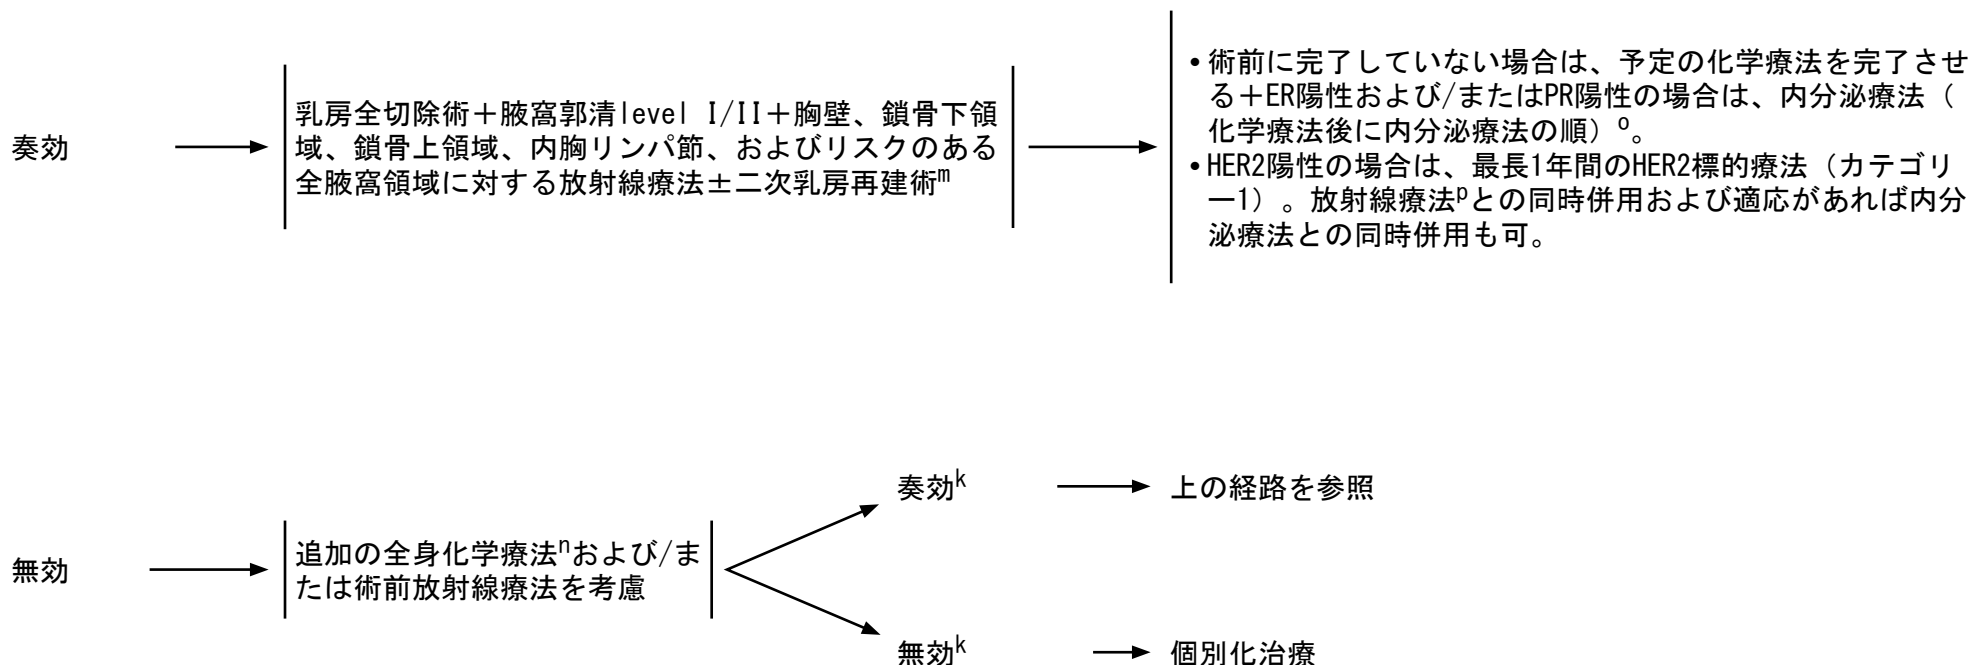 奏効
乳房全切除術＋腋窩郭清level I/II＋胸壁、鎖骨下領
域、鎖骨上領域、内胸リンパ節、およびリスクのある
全腋窩領域に対する放射線療法±二次乳房再建術m
• 術前に完了していない場合は、予定の化学療法を完了させ
る＋ER陽性および/またはPR陽性の場合は、内分泌療法（
化学療法後に内分泌療法の順）o。
• HER2陽性の場合は、最長1年間のHER2標的療法（カテゴリ
ー1）。放射線療法pとの同時併用および適応があれば内分
泌療法との同時併用も可。
無効
追加の全身化学療法nおよび/ま
たは術前放射線療法を考慮
奏効k
上の経路を参照
無効k
個別化治療